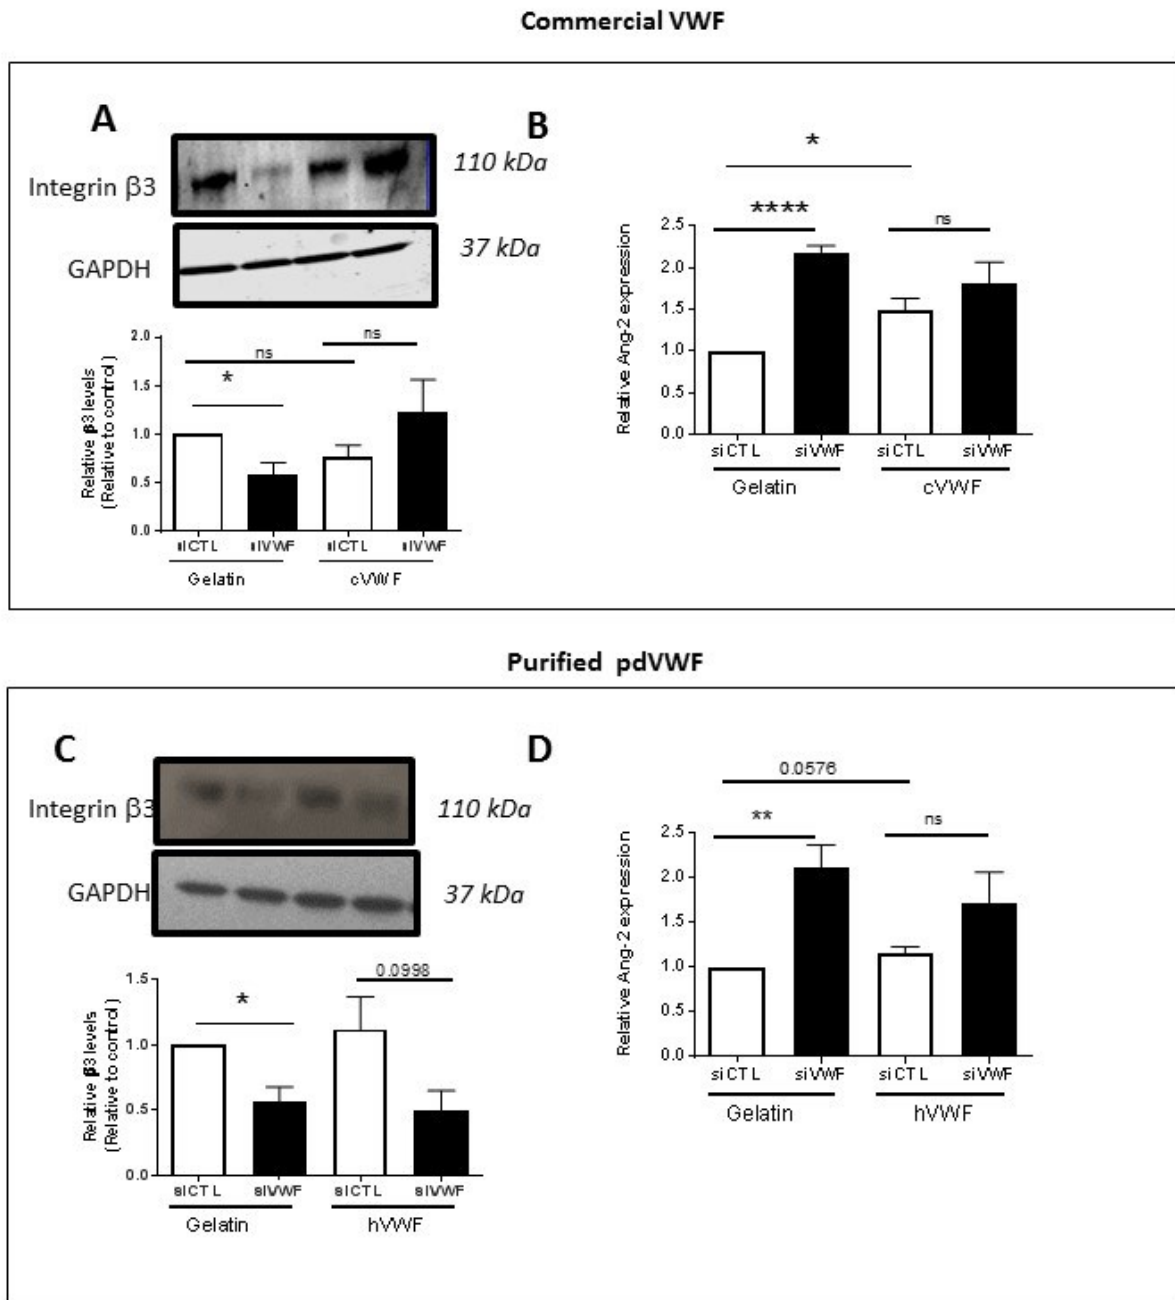 Commercial VWF
A
Integrin β3
110 kDa
GAPDH
37 kDa
Relative β3 levels
(Relative to control)
2.0
1.5
1.0
0.5
0.0
ns
ns
*
siCTL
siVWF
siCTL
siVWF
Gelatin
cVWF
B
*
****
ns
Relative Ang-2 expression
2.5
2.0
1.5
1.0
0.5
0.0
siCTL
siVWF
siCTL
siVWF
Gelatin
cVWF
Purified pdVWF
C
Integrin β3
110 kDa
GAPDH
37 kDa
Relative β3 levels
(Relative to control)
1.5
1.0
0.5
0.0
*
0.0998
siCTL
siVWF
siCTL
siVWF
Gelatin
hVWF
D
0.0576
**
ns
Relative Ang-2 expression
2.5
2.0
1.5
1.0
0.5
0.0
siCTL
siVWF
siCTL
siVWF
Gelatin
hVWF